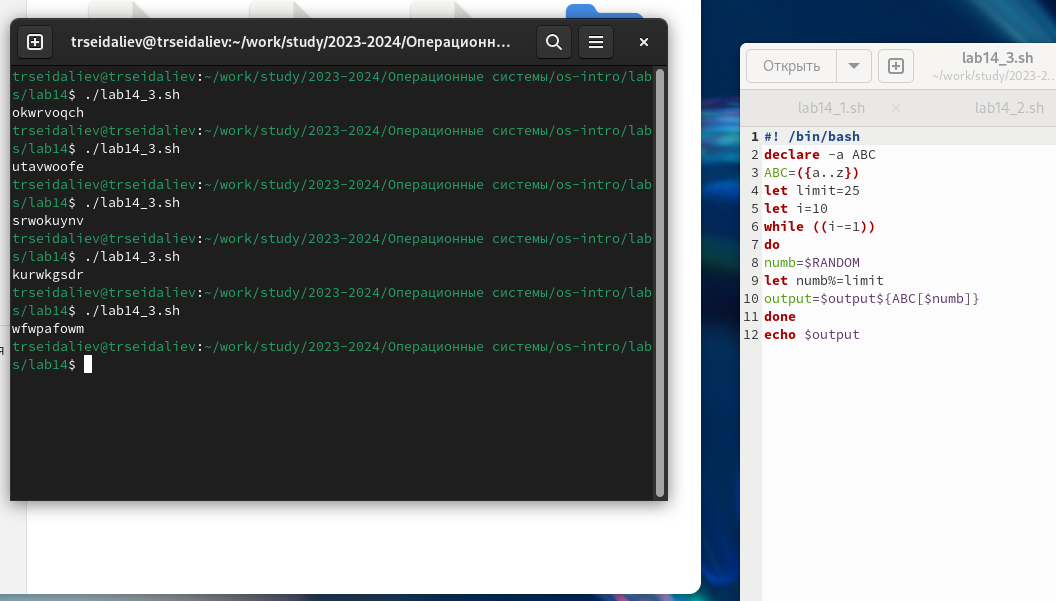 trseidaliev@trseidaliev:~/work/study/2023-2024/Операционн...
trseidaliev@trseidaliev:~/work/study/2023-2024/Операционные системы/os-intro/lab
s/lab14$ ./lab14_3.sh
okwrvoqch
trseidaliev@trseidaliev:~/work/study/2023-2024/Операционные системы/os-intro/lab
s/lab14$ ./lab14_3.sh
utavwoofe
trseidaliev@trseidaliev:~/work/study/2023-2024/Операционные системы/os-intro/lab
s/lab14$ ./lab14_3.sh
srwokuynv
trseidaliev@trseidaliev:~/work/study/2023-2024/Операционные системы/os-intro/lab
s/lab14$ ./lab14_3.sh
kurwkgsdr
trseidaliev@trseidaliev:~/work/study/2023-2024/Операционные системы/os-intro/lab
s/lab14$ ./lab14_3.sh
wfwpafowm
trseidaliev@trseidaliev:~/work/study/2023-2024/Операционные системы/os-intro/lab
s/lab14$
я
Открыть
lab14_3.sh
~/work/study/2023-2...
lab14_1.sh
lab14_2.sh
1 #! /bin/bash
2 declare -a ABC
3 ABC=({a..z})
4 let limit=25
5 let i=10
6 while ((i-=1))
7 do
8 numb=$RANDOM
9 let numb%=limit
10 output=$output${ABC[$numb]}
11 done
12 echo $output